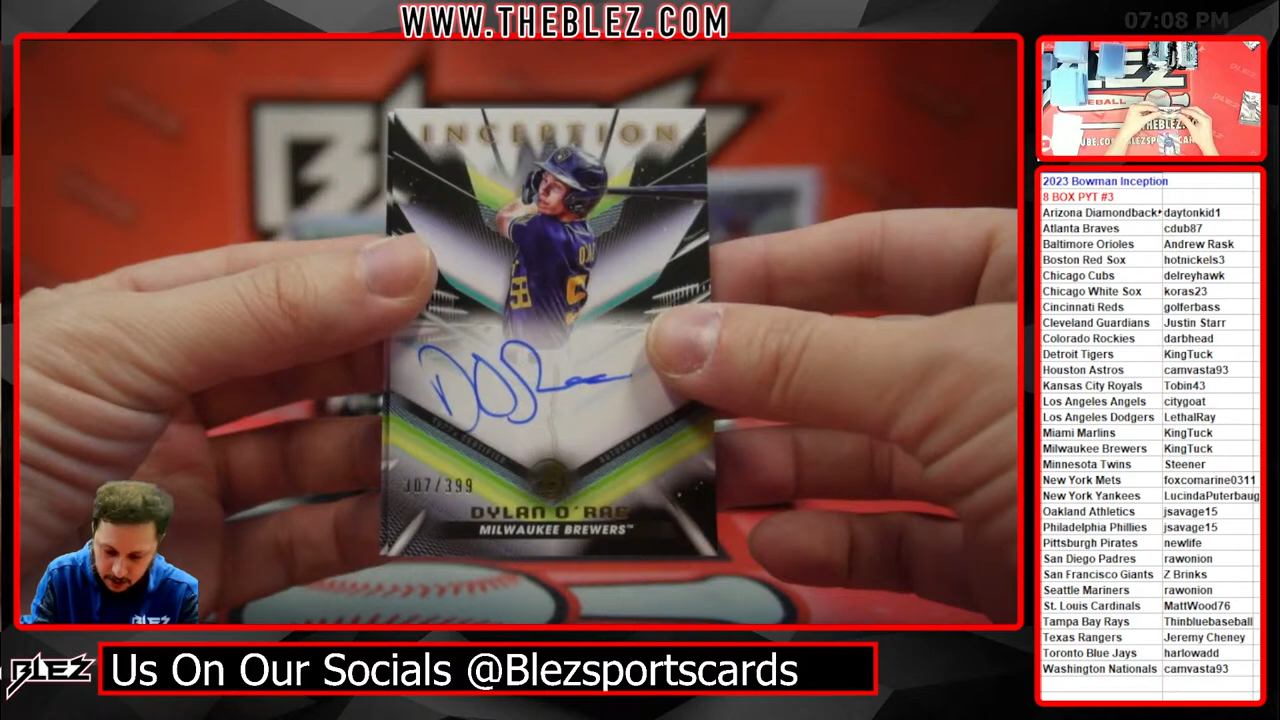 WWW.THEBLEZ.COM
07:08 PM
INCEPTION
307/399
DYLAN O'RAE
MILWAUKEE BREWERS™
BLEZ
Us On Our Socials @Blezsportscards
2023 Bowman Inception
8 BOX PYT #3
Arizona Diamondback daytonkid1
Atlanta Braves cdub87
Baltimore Orioles Andrew Rask
Boston Red Sox hotnickels3
Chicago Cubs delreyhawk
Chicago White Sox koras23
Cincinnati Reds golferbass
Cleveland Guardians Justin Starr
Colorado Rockies darbhead
Detroit Tigers KingTuck
Houston Astros camvasta93
Kansas City Royals Tobin43
Los Angeles Angels citygoat
Los Angeles Dodgers LethalRay
Miami Marlins KingTuck
Milwaukee Brewers KingTuck
Minnesota Twins Steener
New York Mets foxcomarine0311
New York Yankees LucindaPuterbaug
Oakland Athletics jsavage15
Philadelphia Phillies jsavage15
Pittsburgh Pirates newlife
San Diego Padres rawonion
San Francisco Giants Z Brinks
Seattle Mariners rawonion
St. Louis Cardinals MattWood76
Tampa Bay Rays Thinbluebaseball
Texas Rangers Jeremy Cheney
Toronto Blue Jays harlowadd
Washington Nationals camvasta93